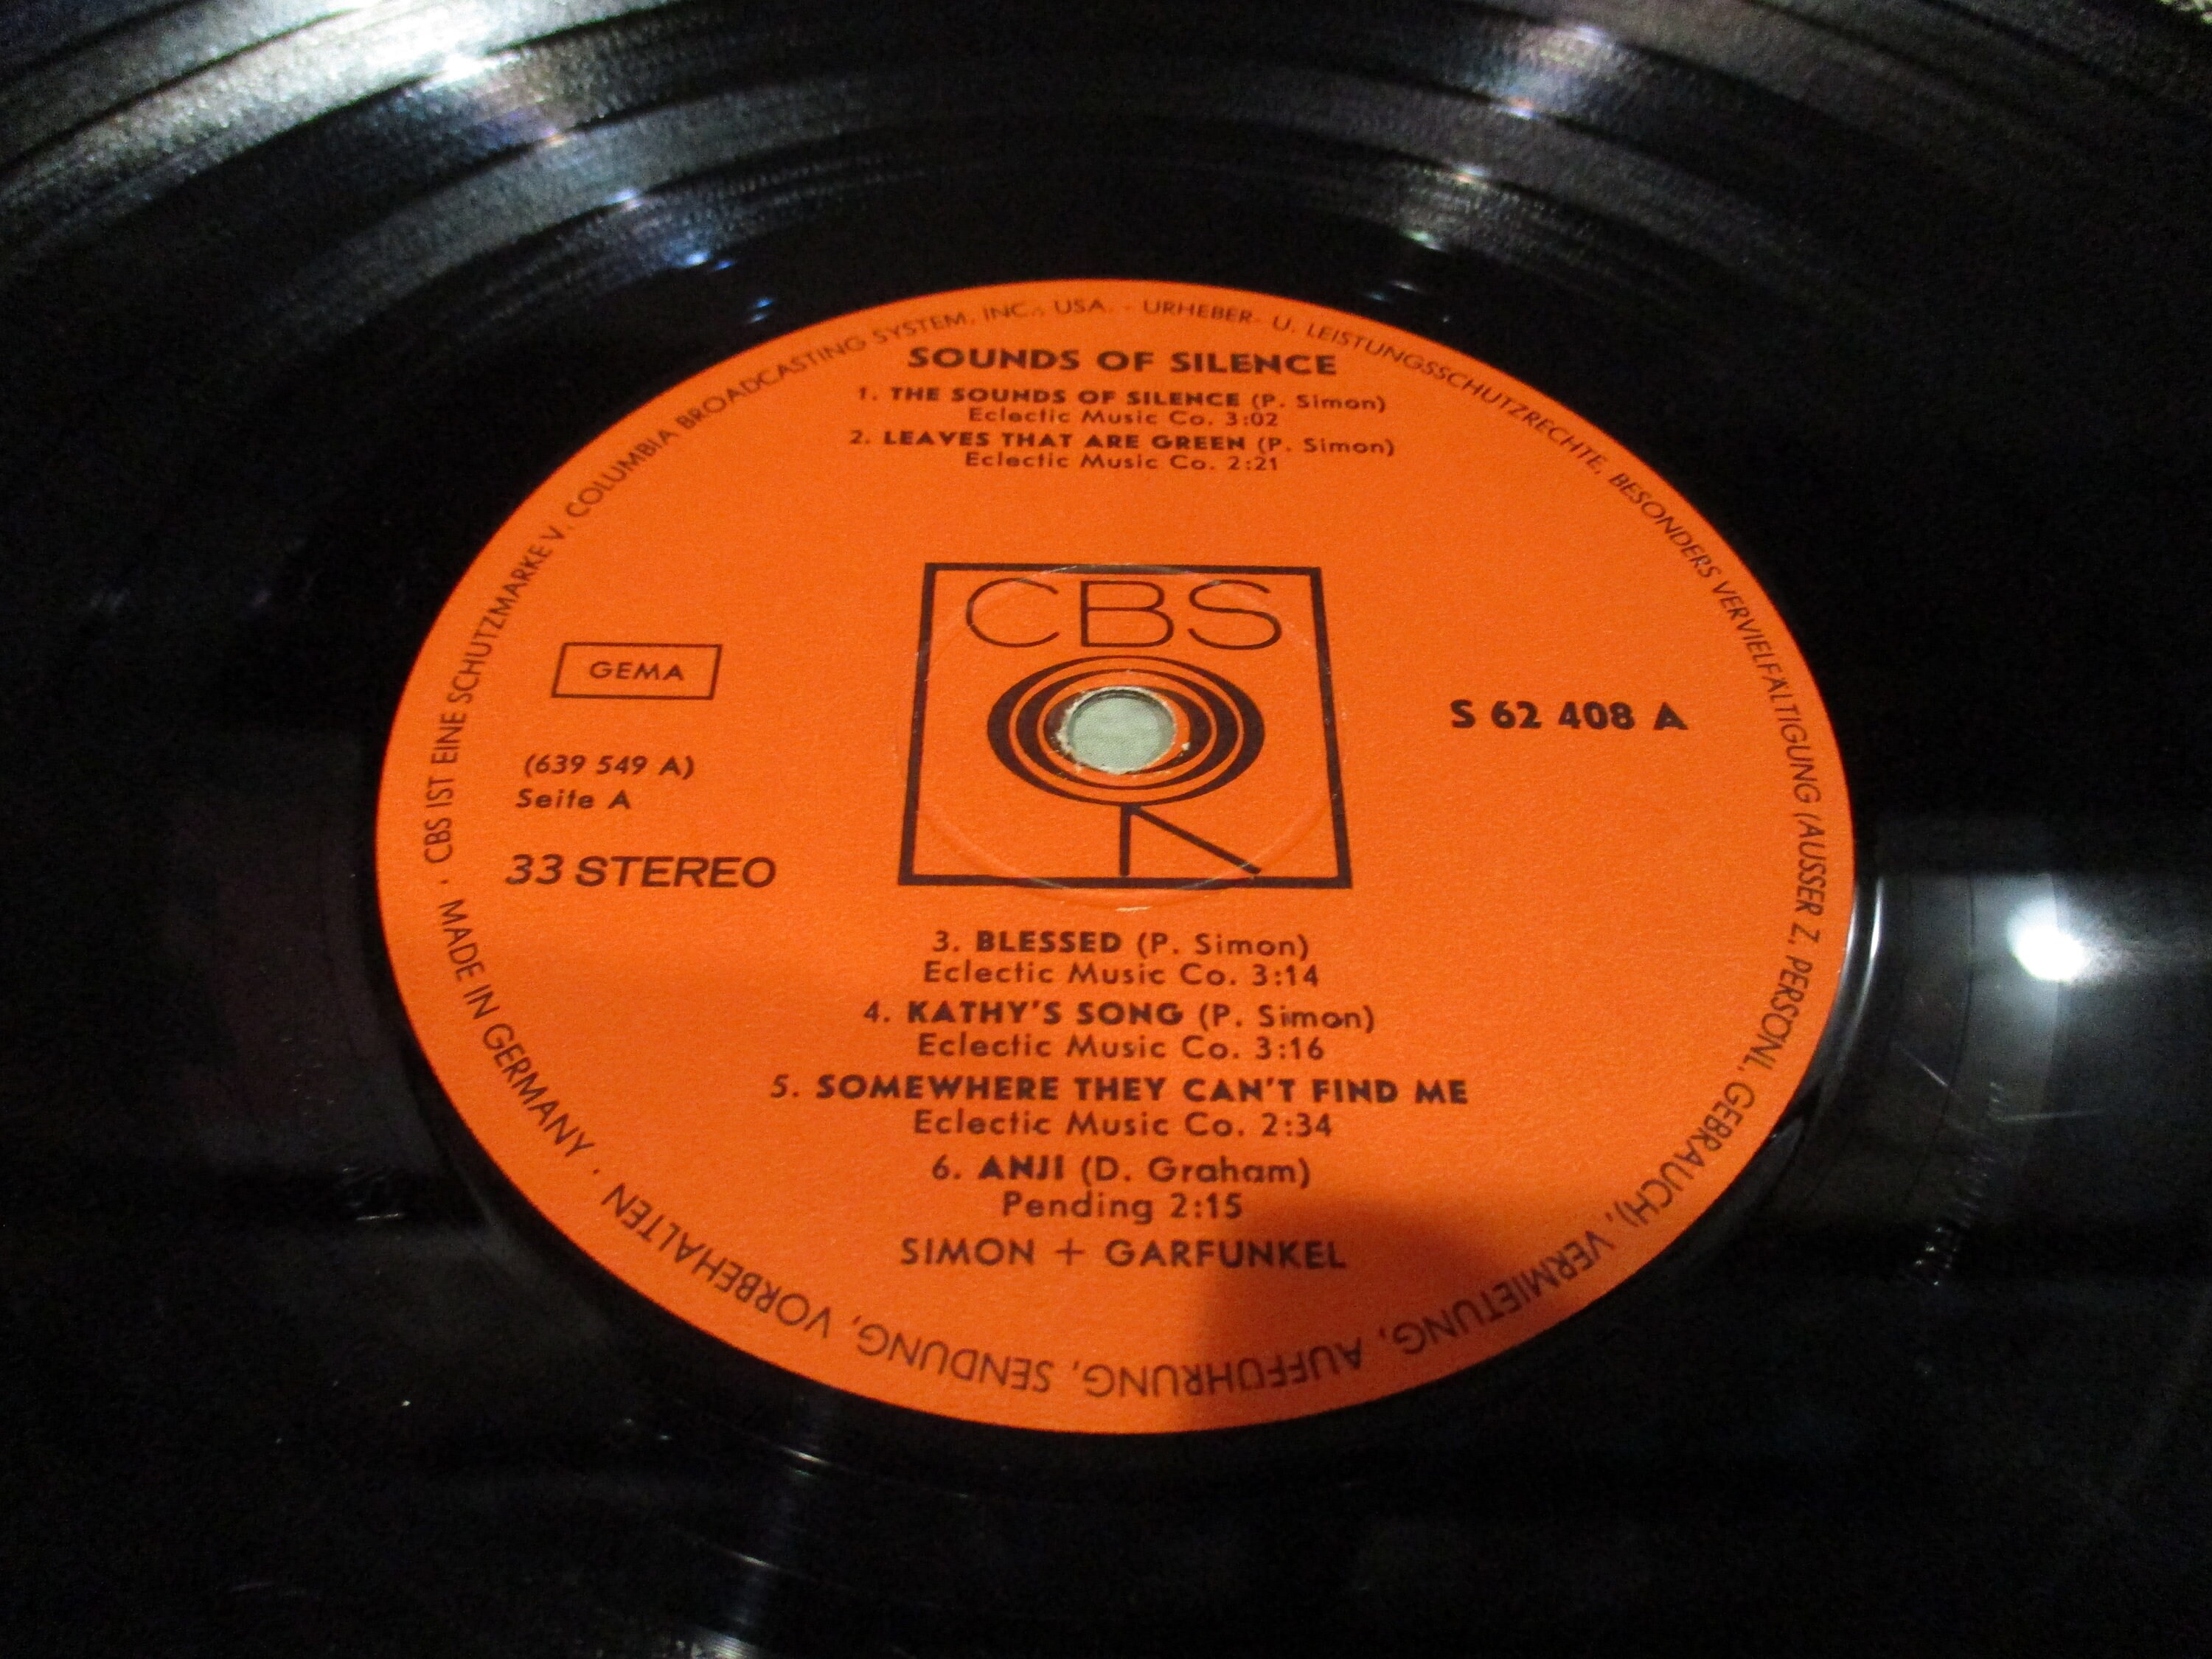 CBS IST EINE SCHUTZMARKE V. COLUMBIA BROADCASTING SYSTEM, INC., USA. - URHEBER- U. LEISTUNGSSCHUTZRECHTE, BESONDERS VERVIELFÄLTIGUNG (AUSSER Z. PERSÖNL. GEBRAUCH), VERMIETUNG, AUFFÜHRUNG, SENDUNG, VORBEHALTEN · MADE IN GERMANY ·
SOUNDS OF SILENCE
1. THE SOUNDS OF SILENCE (P. Simon)
Eclectic Music Co. 3:02
2. LEAVES THAT ARE GREEN (P. Simon)
Eclectic Music Co. 2:21
CBS
GEMA
S 62 408 A
(639 549 A)
Seite A
33 STEREO
3. BLESSED (P. Simon)
Eclectic Music Co. 3:14
4. KATHY'S SONG (P. Simon)
Eclectic Music Co. 3:16
5. SOMEWHERE THEY CAN'T FIND ME
Eclectic Music Co. 2:34
6. ANJI (D. Graham)
Pending 2:15
SIMON + GARFUNKEL